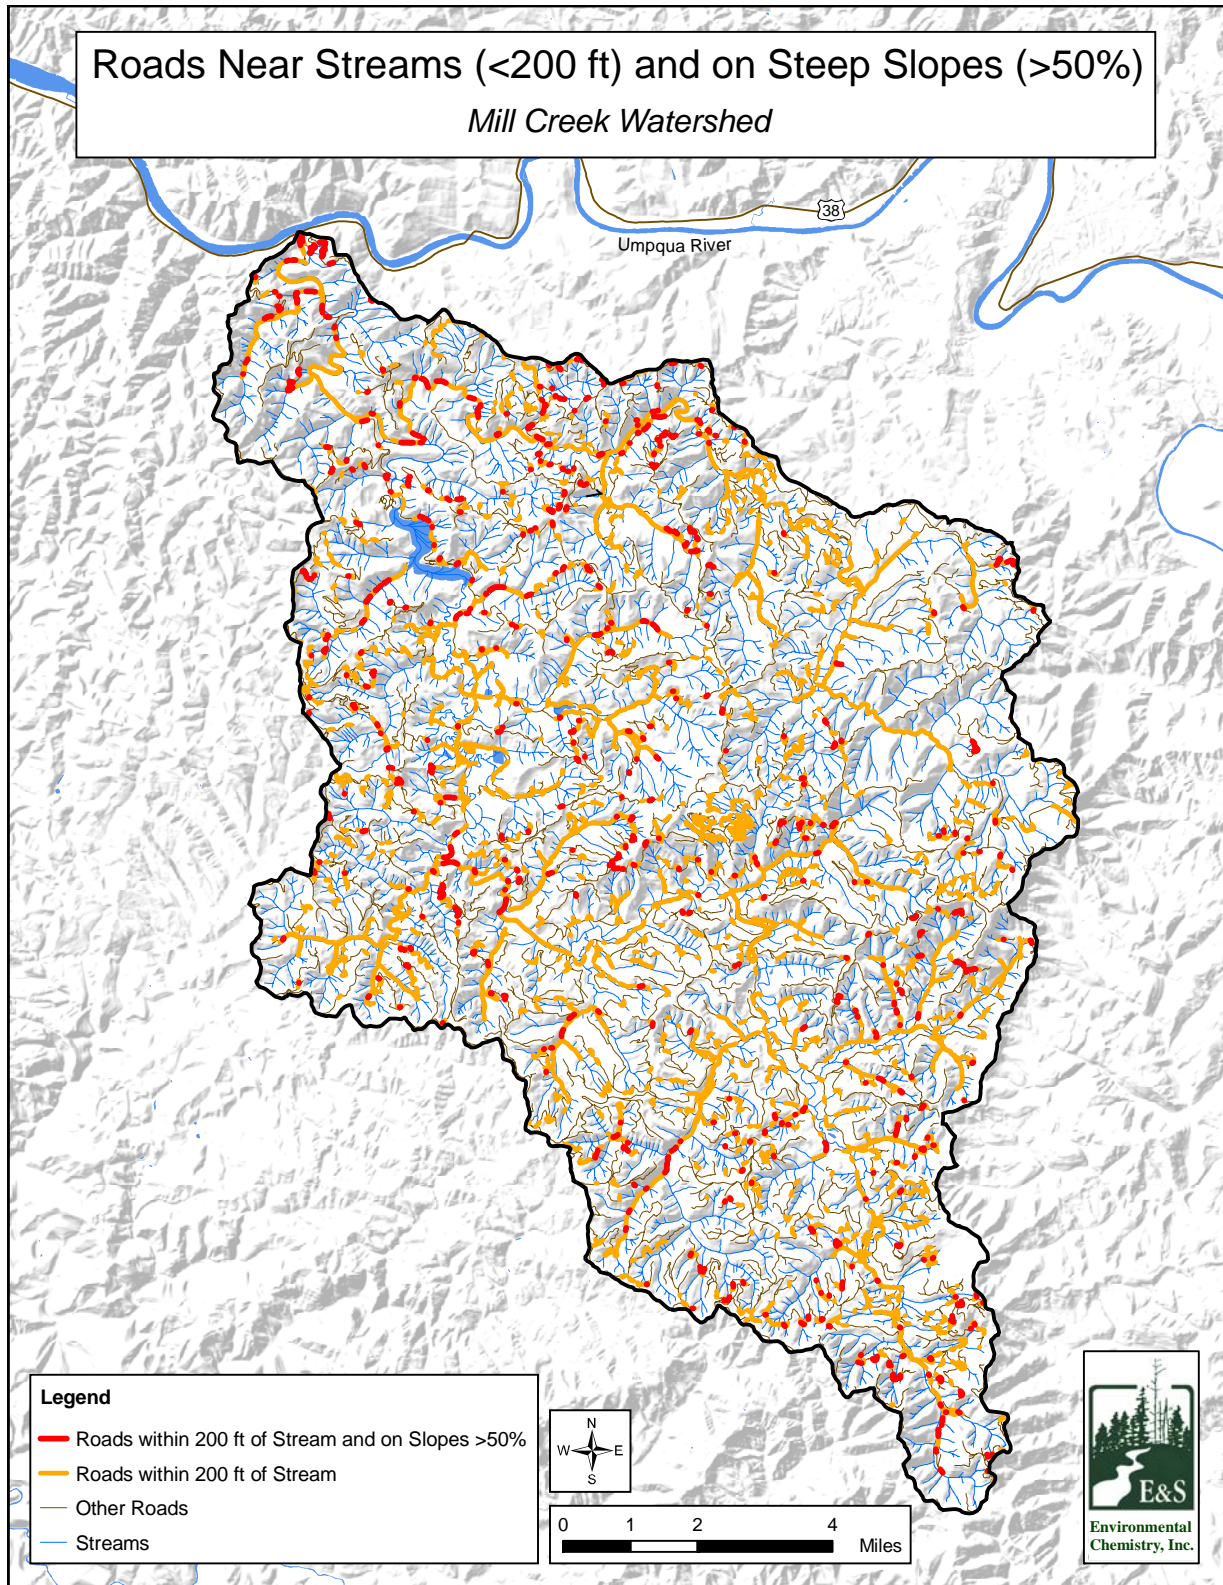 Roads Near Streams (<200 ft) and on Steep Slopes (>50%)
Mill Creek Watershed
38
Umpqua River
Legend
Roads within 200 ft of Stream and on Slopes >50%
Roads within 200 ft of Stream
Other Roads
Streams
N
W E
S
0 1 2 4
Miles
E&S
Environmental
Chemistry, Inc.